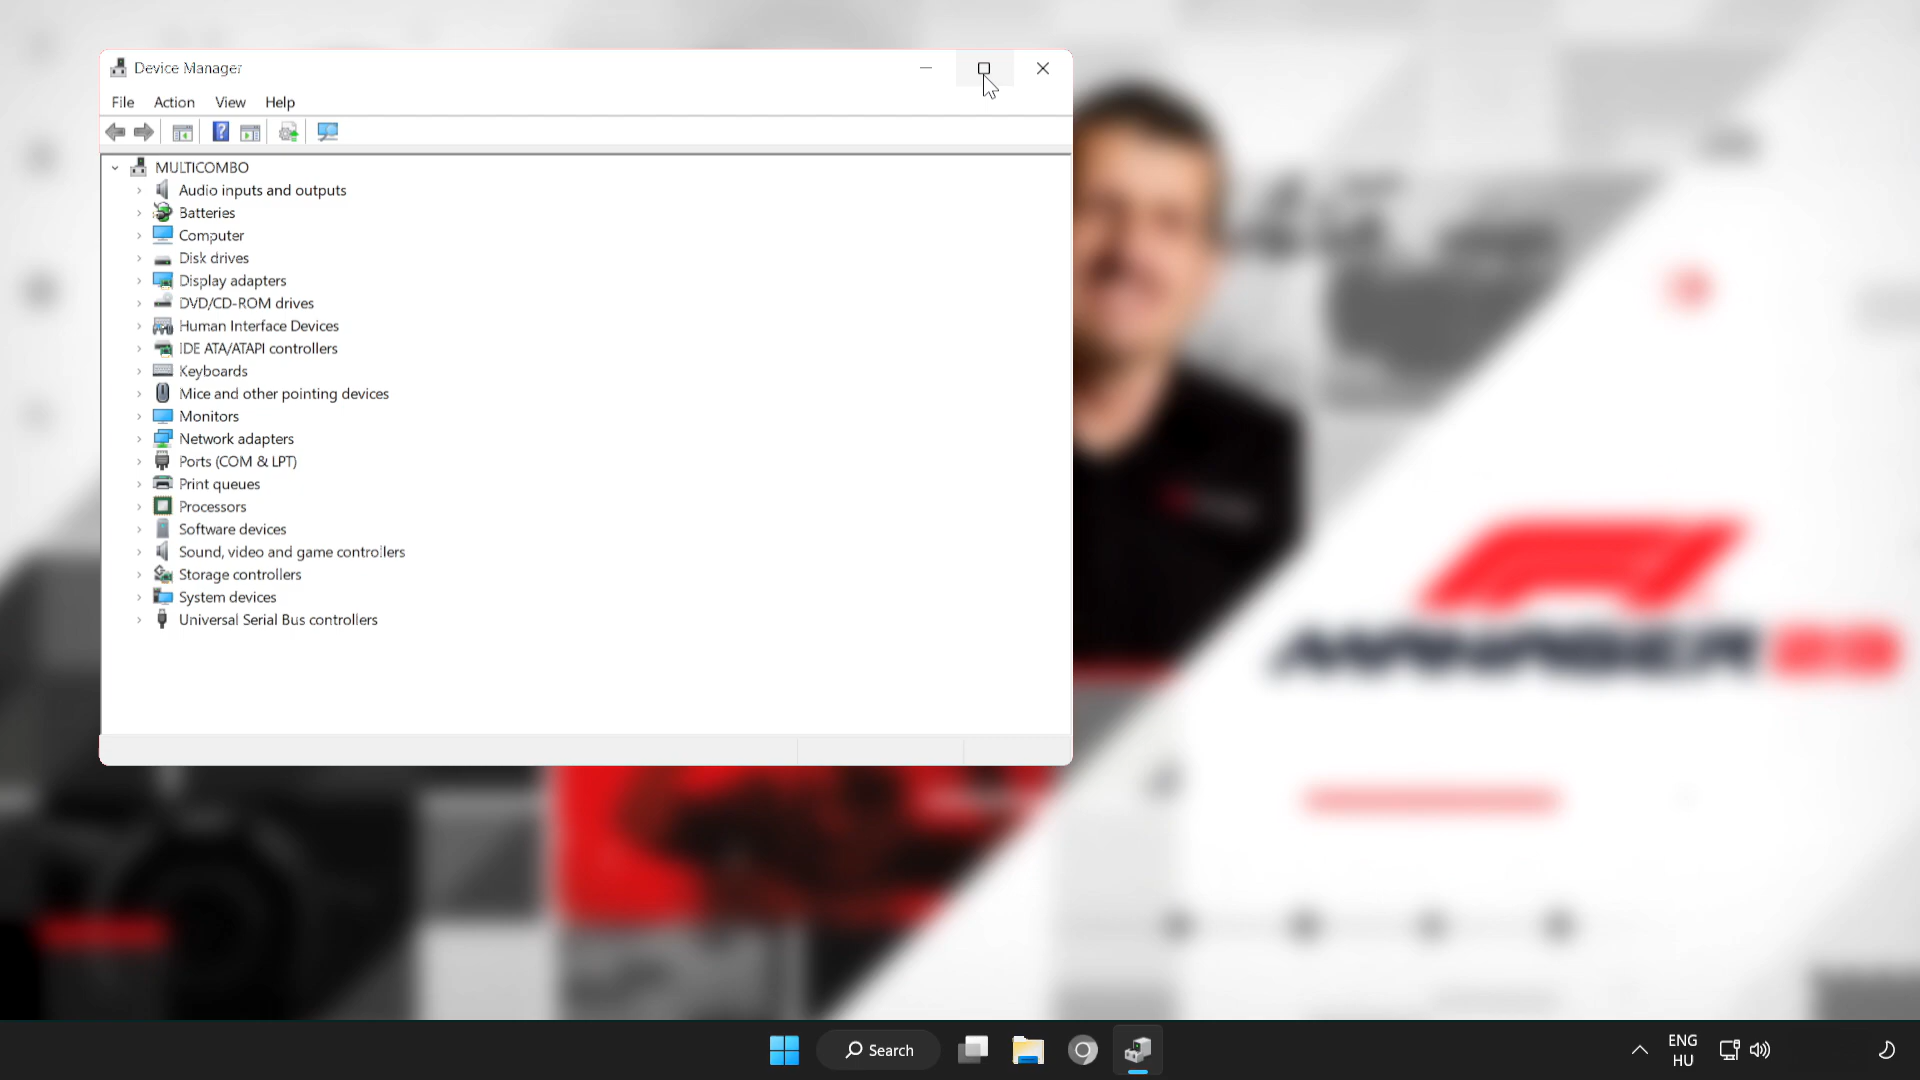 Device Manager
File Action View Help
MULTICOMBO
Audio inputs and outputs
Batteries
Computer
Disk drives
Display adapters
DVD/CD-ROM drives
Human Interface Devices
IDE ATA/ATAPI controllers
Keyboards
Mice and other pointing devices
Monitors
Network adapters
Ports (COM & LPT)
Print queues
Processors
Software devices
Sound, video and game controllers
Storage controllers
System devices
Universal Serial Bus controllers
MANAGER 23
Search
ENG
HU